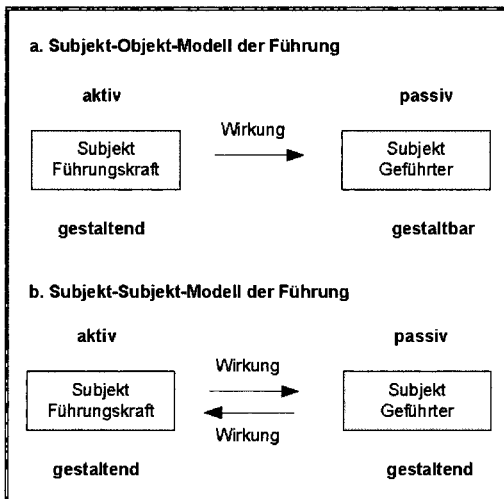 a. Subjekt-Objekt-Modell der Führung
aktiv passiv
Wirkung
Subjekt
Führungskraft
Subjekt
Geführter
gestaltend gestaltbar
b. Subjekt-Subjekt-Modell der Führung
aktiv passiv
Wirkung
Subjekt
Führungskraft
Subjekt
Geführter
Wirkung
gestaltend gestaltend